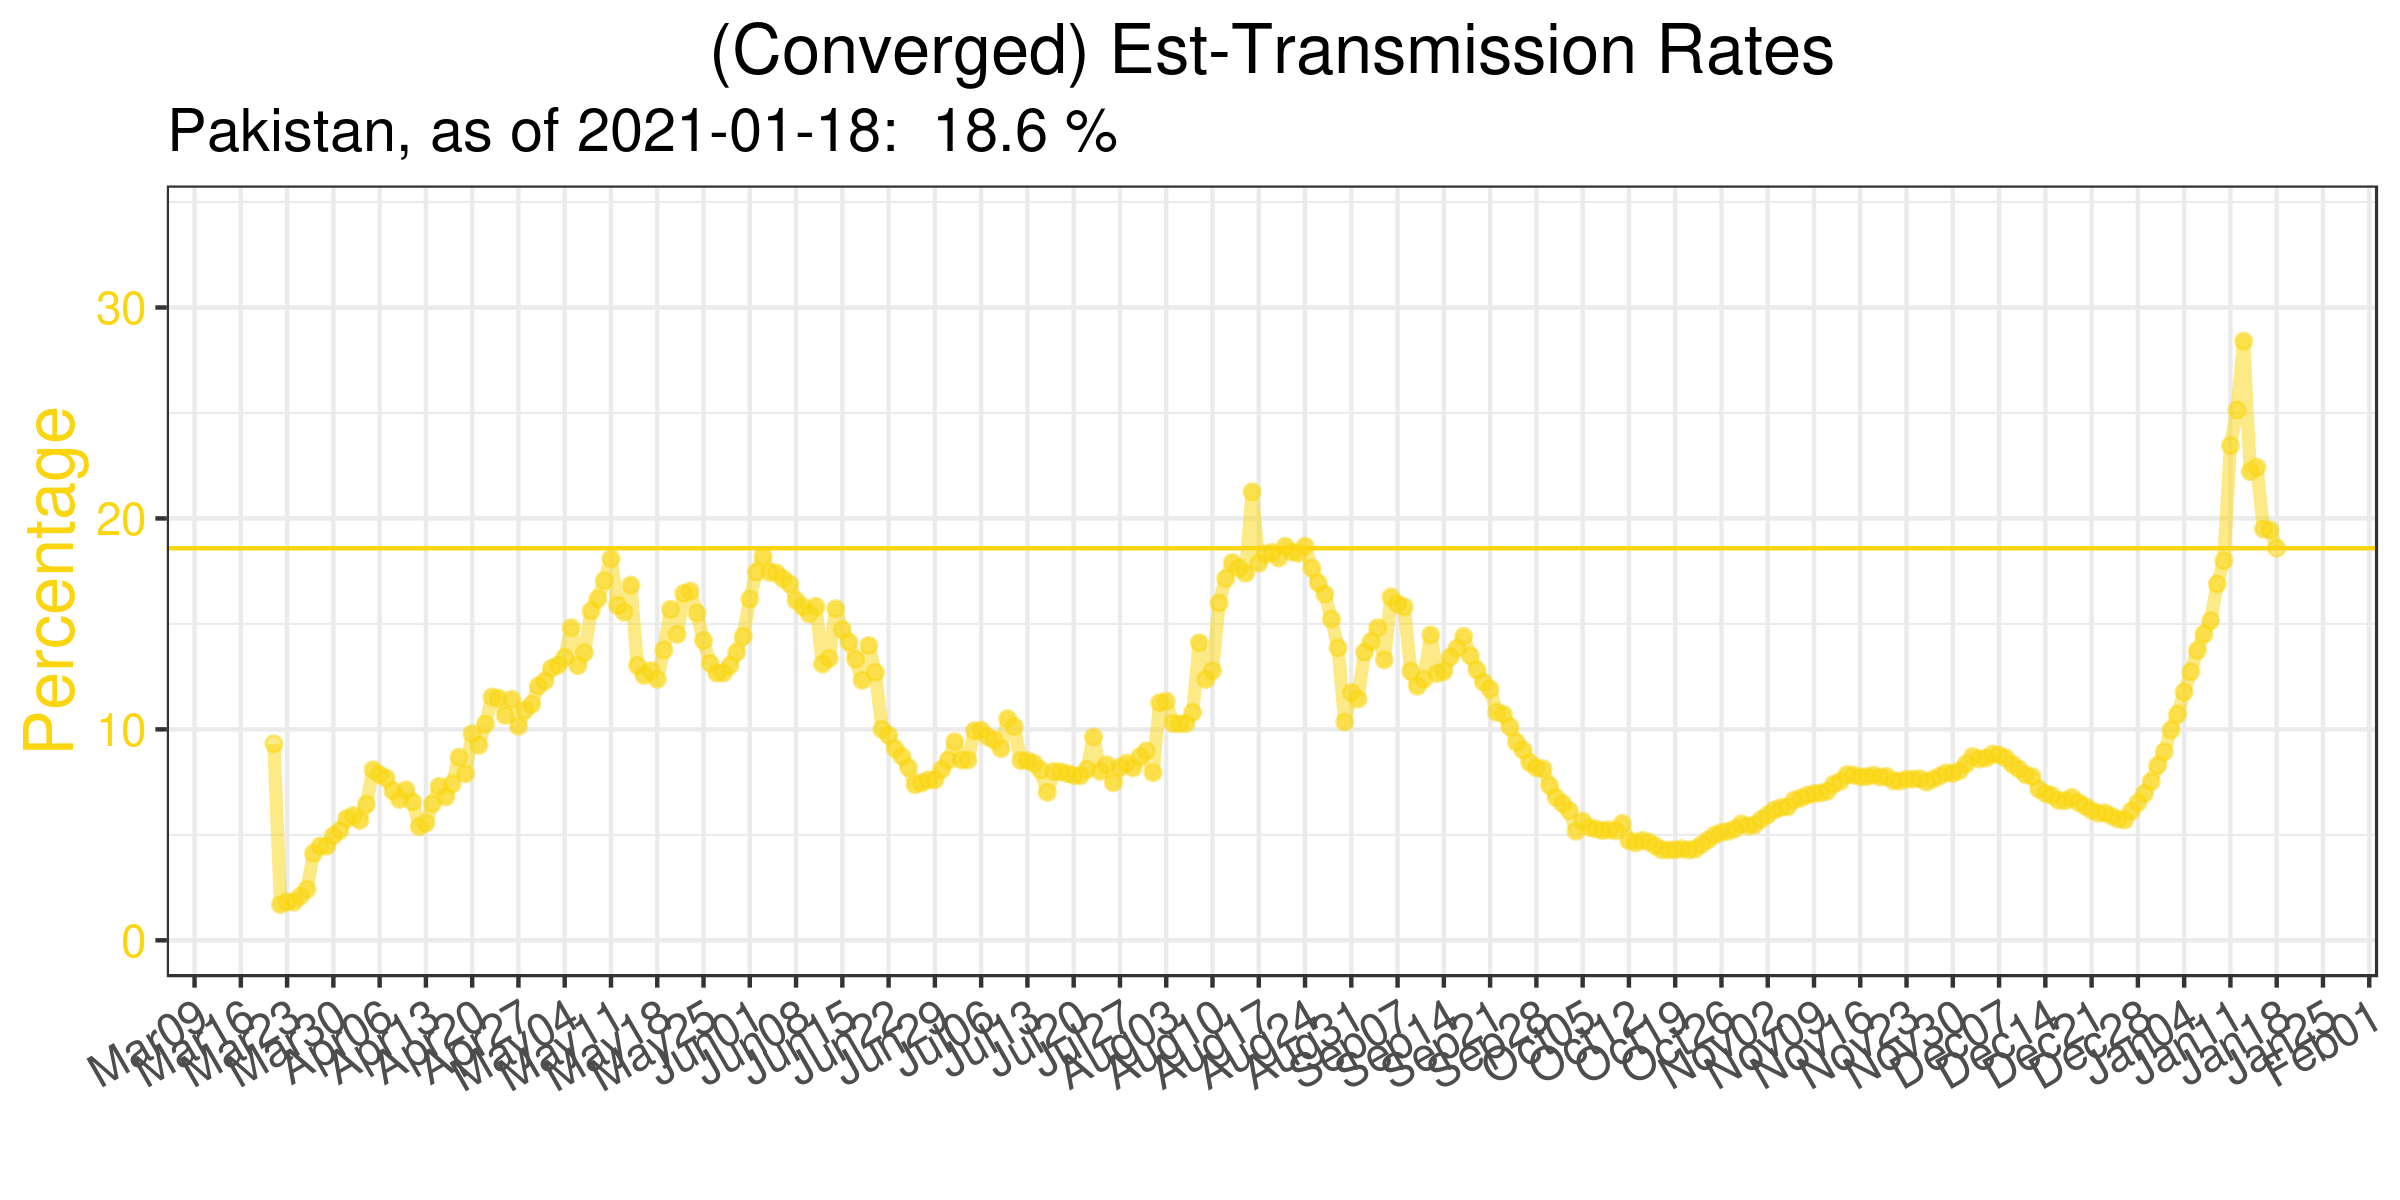 (Converged) Est-Transmission Rates
Pakistan, as of 2021-01-18:  18.6 %
Percentage
30
20
10
0
Mar09
Mar16
Mar23
Mar30
Apr06
Apr13
Apr20
Apr27
May04
May11
May18
May25
Jun01
Jun08
Jun15
Jun22
Jun29
Jul06
Jul13
Jul20
Jul27
Aug03
Aug10
Aug17
Aug24
Aug31
Sep07
Sep14
Sep21
Sep28
Oct05
Oct12
Oct19
Oct26
Nov02
Nov09
Nov16
Nov23
Nov30
Dec07
Dec14
Dec21
Dec28
Jan04
Jan11
Jan18
Jan25
Feb01